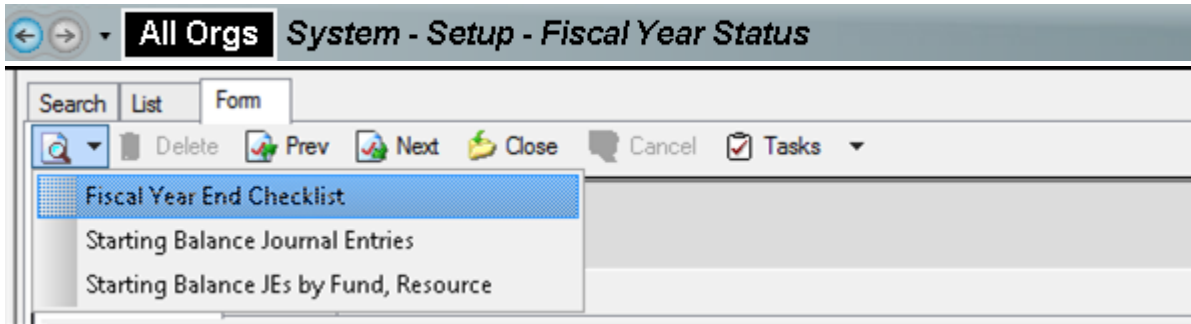 All Orgs System - Setup - Fiscal Year Status
Search List Form
Delete Prev Next Close Cancel Tasks
Fiscal Year End Checklist
Starting Balance Journal Entries
Starting Balance JEs by Fund, Resource